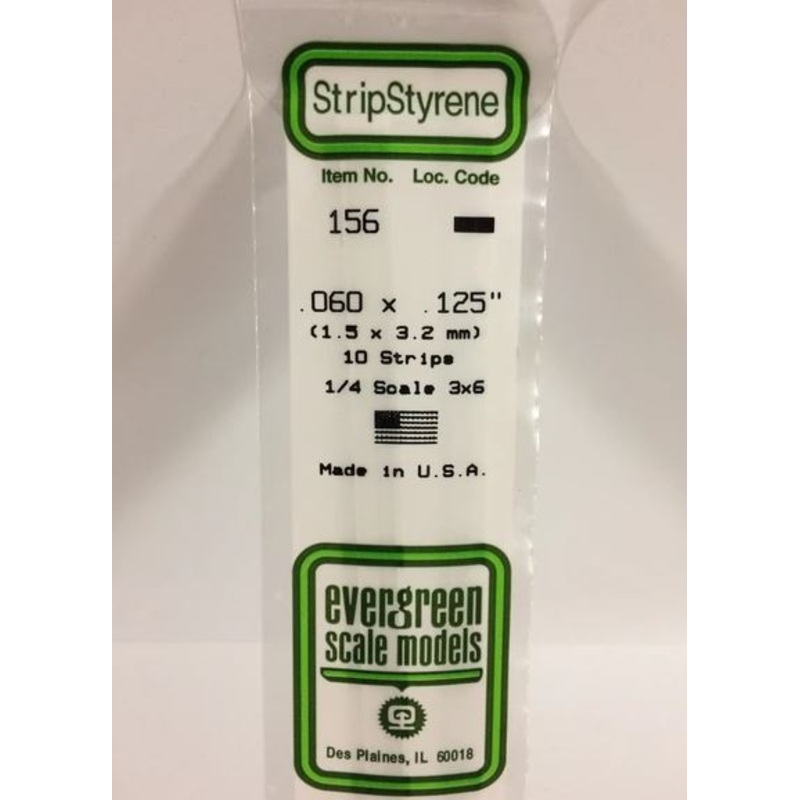 StripStyrene
Item No. Loc. Code
156
.060 x .125"
(1.5 x 3.2 mm)
10 Strips
1/4 Scale 3x6
Made in U.S.A.
evergreen
scale models
Des Plaines, IL 60018